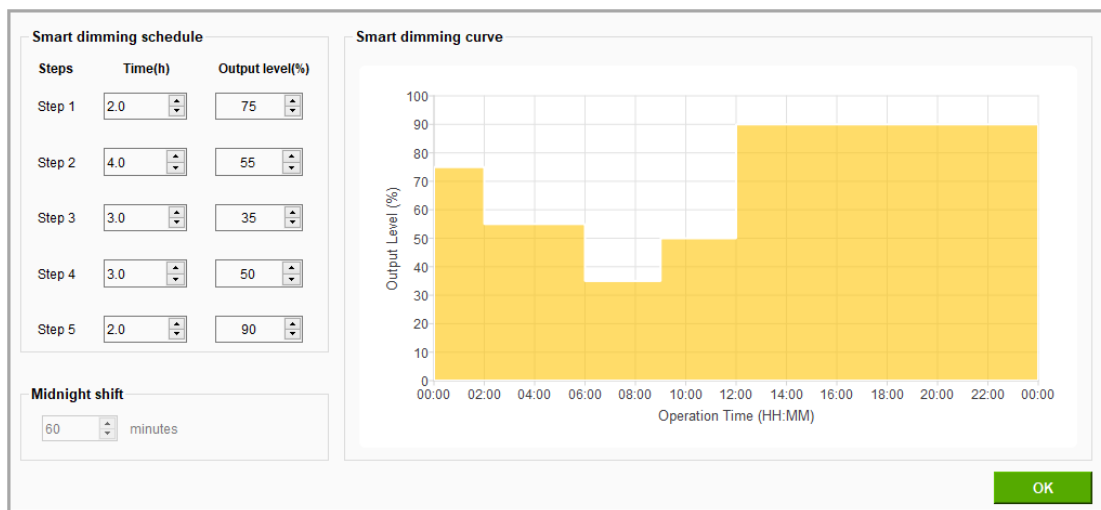 Smart dimming schedule
Steps Time(h) Output level(%)
Step 1 2.0 75
Step 2 4.0 55
Step 3 3.0 35
Step 4 3.0 50
Step 5 2.0 90
Midnight shift
60 minutes
Smart dimming curve
Output Level (%)
100
90
80
70
60
50
40
30
20
10
0
00:00 02:00 04:00 06:00 08:00 10:00 12:00 14:00 16:00 18:00 20:00 22:00 00:00
Operation Time (HH:MM)
OK